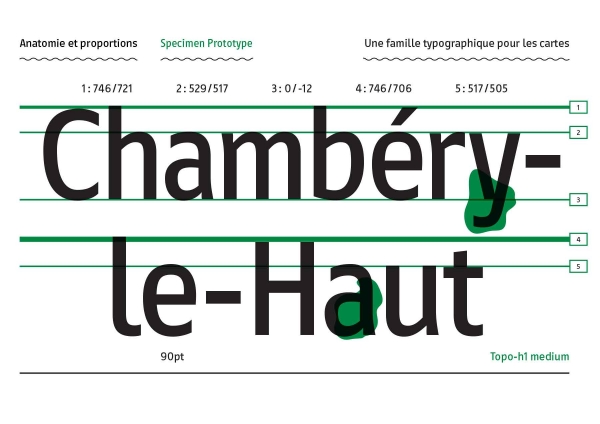 Anatomie et proportions Specimen Prototype Une famille typographique pour les cartes
1 : 746 / 721 2 : 529 / 517 3 : 0 / -12 4 : 746 / 706 5 : 517 / 505
1
Chambéry-
2
3
4
le-Haut
5
90pt Topo-h1 medium